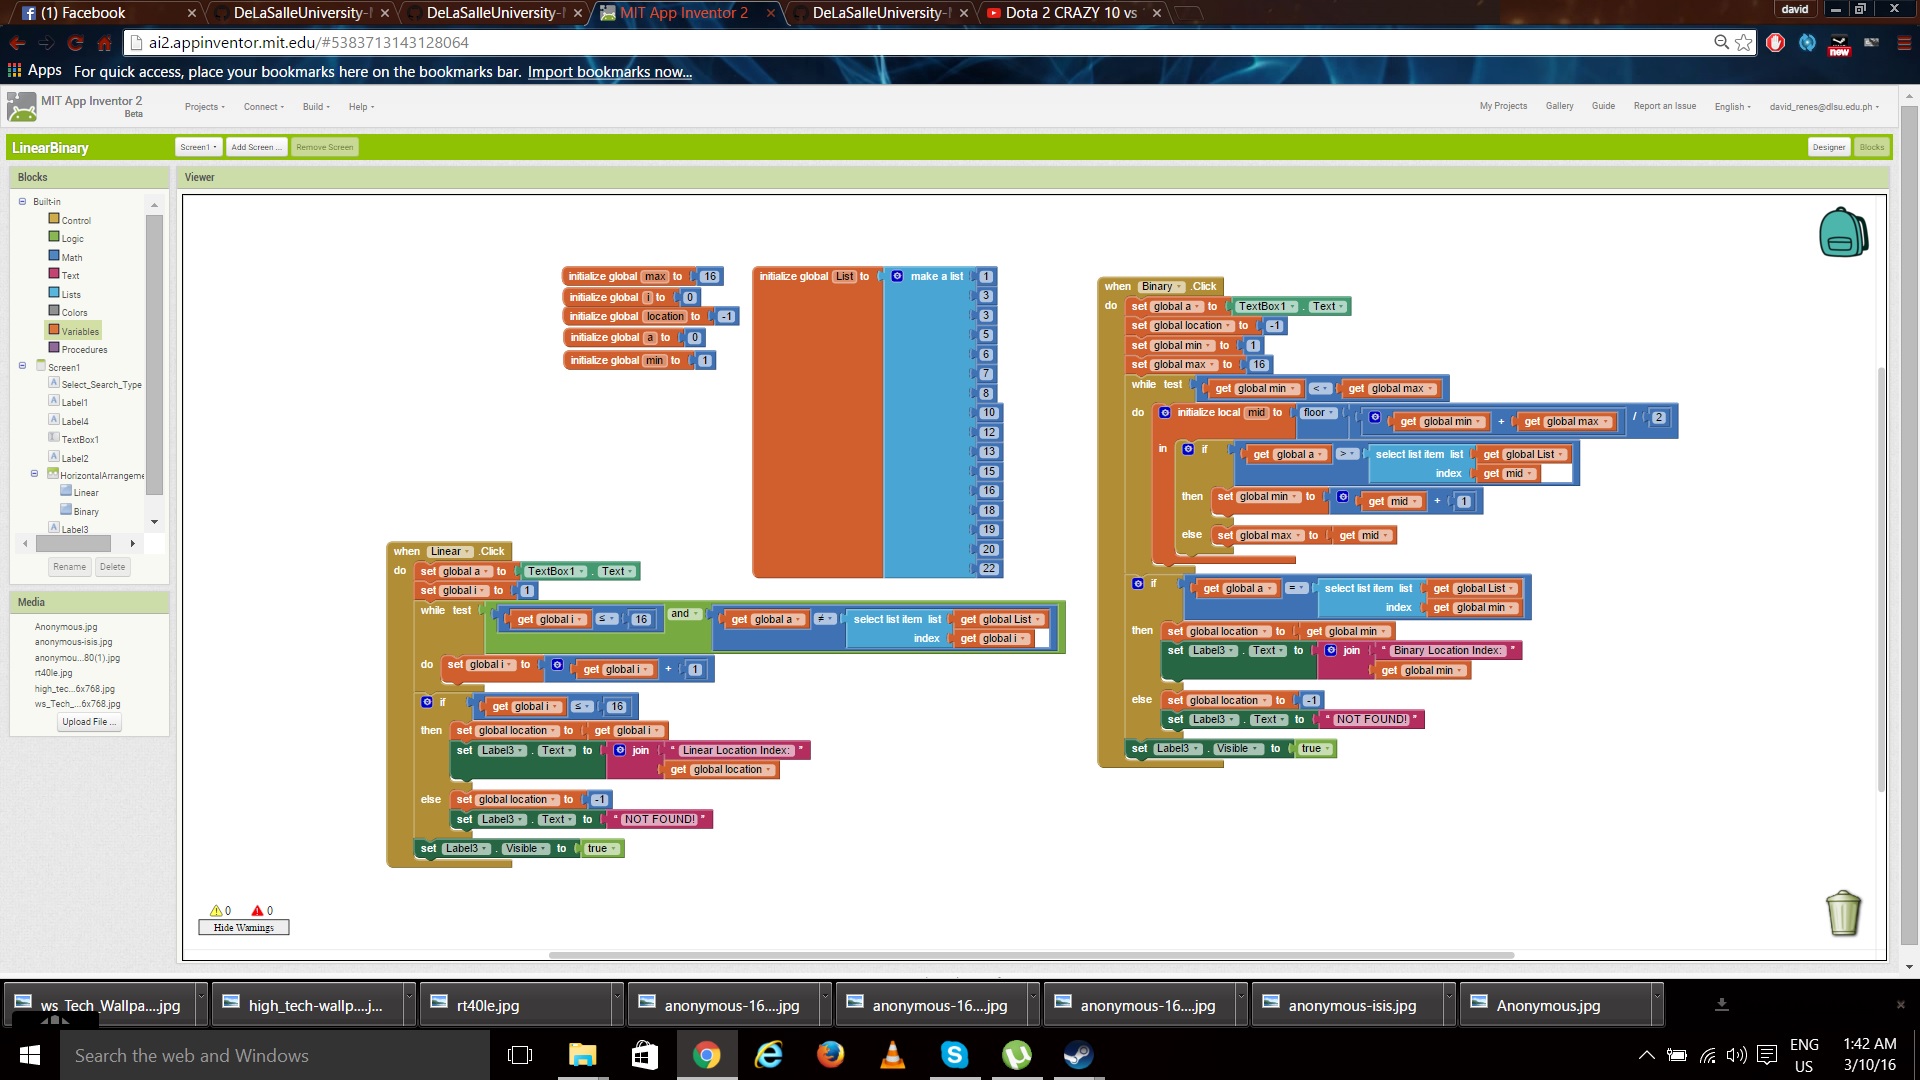 (1) Facebook
DeLaSalleUniversity-
DeLaSalleUniversity-
MIT App Inventor 2
DeLaSalleUniversity-
Dota 2 CRAZY 10 vs
david
ai2.appinventor.mit.edu/#5383713143128064
new
Apps For quick access, place your bookmarks here on the bookmarks bar. Import bookmarks now...
MIT App Inventor 2
Beta
Projects Connect Build Help
My Projects Gallery Guide Report an Issue English david_renes@dlsu.edu.ph
LinearBinary
Screen1 Add Screen ... Remove Screen
Designer Blocks
Blocks
Built-in
Control
Logic
Math
Text
Lists
Colors
Variables
Procedures
Screen1
Select_Search_Type
Label1
Label4
TextBox1
Label2
HorizontalArrangeme
Linear
Binary
Label3
Rename Delete
Media
Anonymous.jpg
anonymous-isis.jpg
anonymou...80(1).jpg
rt40le.jpg
high_tec...6x768.jpg
ws_Tech_...6x768.jpg
Upload File ...
Viewer
initialize global max to 16
initialize global i to 0
initialize global location to -1
initialize global a to 0
initialize global min to 1
initialize global List to make a list 1
3
3
5
6
7
8
10
12
13
15
16
18
19
20
22
when Linear .Click
do set global a to TextBox1 . Text
set global i to 1
while test get global i ≤ 16 and get global a ≠ select list item list get global List
index get global i
do set global i to get global i + 1
if get global i ≤ 16
then set global location to get global i
set Label3 . Text to join " Linear Location Index: "
get global location
else set global location to -1
set Label3 . Text to " NOT FOUND! "
set Label3 . Visible to true
when Binary .Click
do set global a to TextBox1 . Text
set global location to -1
set global min to 1
set global max to 16
while test get global min < get global max
do initialize local mid to floor get global min + get global max / 2
in if get global a > select list item list get global List
index get mid
then set global min to get mid + 1
else set global max to get mid
if get global a = select list item list get global List
index get global min
then set global location to get global min
set Label3 . Text to join " Binary Location Index: "
get global min
else set global location to -1
set Label3 . Text to " NOT FOUND! "
set Label3 . Visible to true
0 0
Hide Warnings
ws_Tech_Wallpa....jpg
high_tech-wallp....j...
rt40le.jpg
anonymous-16....jpg
anonymous-16....jpg
anonymous-16....jpg
anonymous-isis.jpg
Anonymous.jpg
Search the web and Windows
ENG
US
1:42 AM
3/10/16